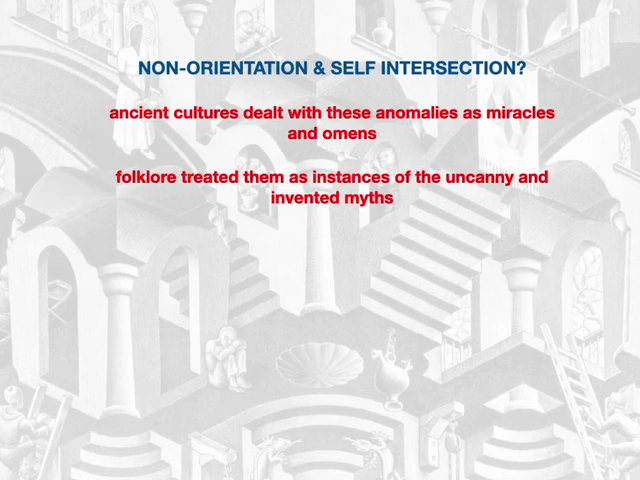 NON-ORIENTATION & SELF INTERSECTION?
ancient cultures dealt with these anomalies as miracles
and omens
folklore treated them as instances of the uncanny and
invented myths